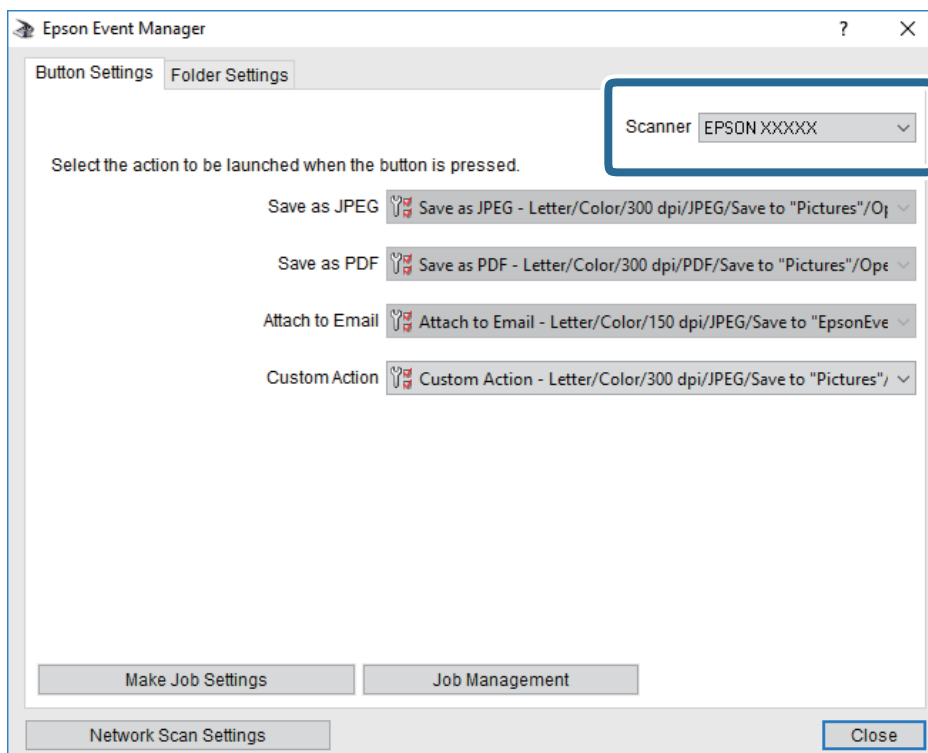 Epson Event Manager
Button Settings Folder Settings
Scanner EPSON XXXXX
Select the action to be launched when the button is pressed.
Save as JPEG Save as JPEG - Letter/Color/300 dpi/JPEG/Save to "Pictures"/Op
Save as PDF Save as PDF - Letter/Color/300 dpi/PDF/Save to "Pictures"/Ope
Attach to Email Attach to Email - Letter/Color/150 dpi/JPEG/Save to "EpsonEve
Custom Action Custom Action - Letter/Color/300 dpi/JPEG/Save to "Pictures"/
Make Job Settings Job Management
Network Scan Settings Close